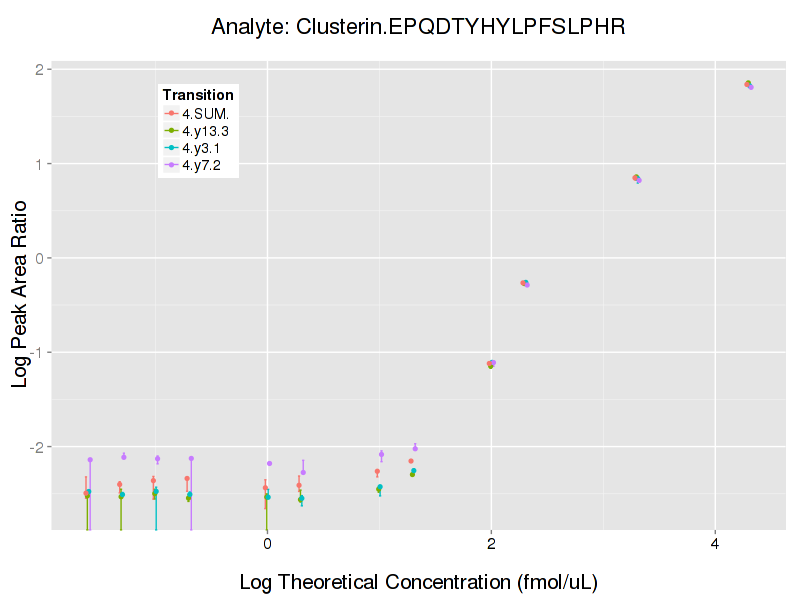 Analyte: Clusterin.EPQDTYHYLPFSLPHR
Log Peak Area Ratio
2
1
0
-1
-2
Transition
4.SUM.
4.y13.3
4.y3.1
4.y7.2
0
2
4
Log Theoretical Concentration (fmol/uL)